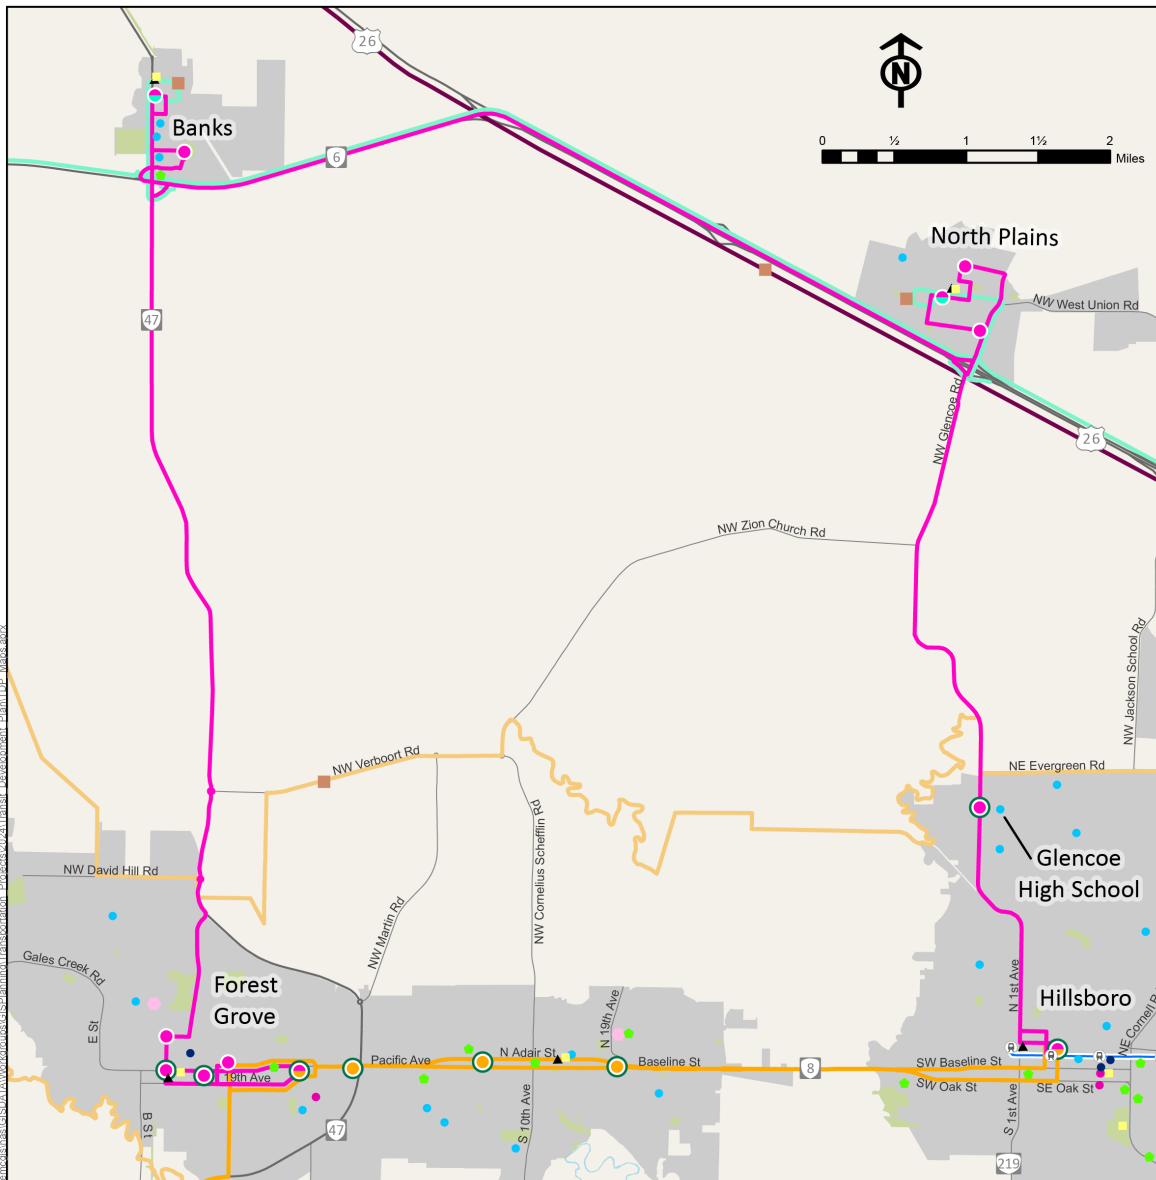 26
N
0 ½ 1 1½ 2
Miles
Banks
6
North Plains
NW West Union Rd
47
NW Glencoe Rd
26
NW Zion Church Rd
NW Jackson School Rd
NW Verboort Rd
NE Evergreen Rd
NW Cornelius Schefflin Rd
Glencoe
High School
NW David Hill Rd
NW Martin Rd
Gales Creek Rd
Forest
Grove
N 1st Ave
Hillsboro
E St
N 19th Ave
NE Cornell R
Pacific Ave
N Adair St
Baseline St
SW Baseline St
8
19th Ave
SW Oak St
SE Oak St
B St
47
S 10th Ave
S 1st Ave
219